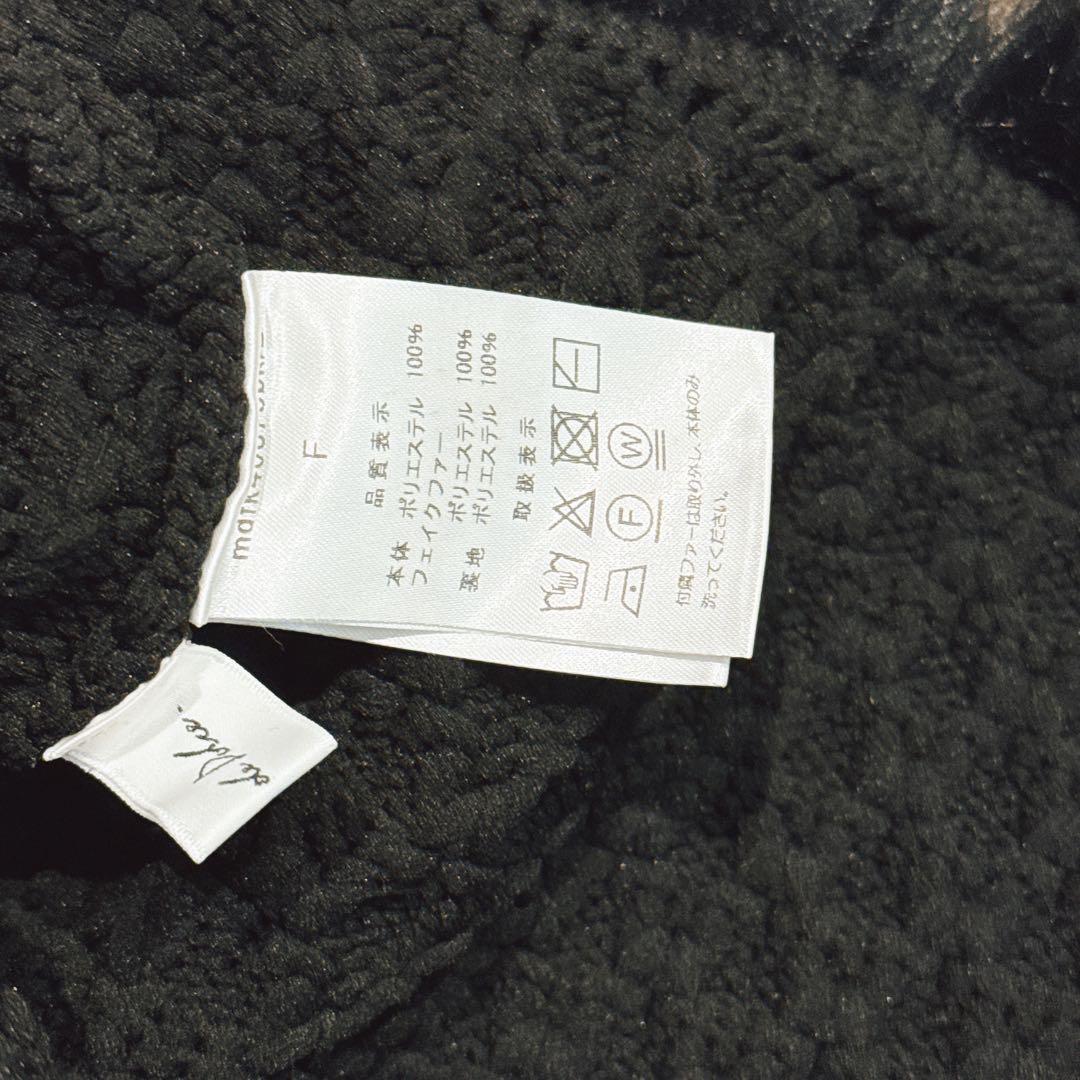 F
品質表示
本体 ポリエステル 100%
フェイクファー
ポリエステル 100%
裏地 ポリエステル 100%
取扱表示
F W
付属ファーは取り外し、本体のみ
洗ってください。